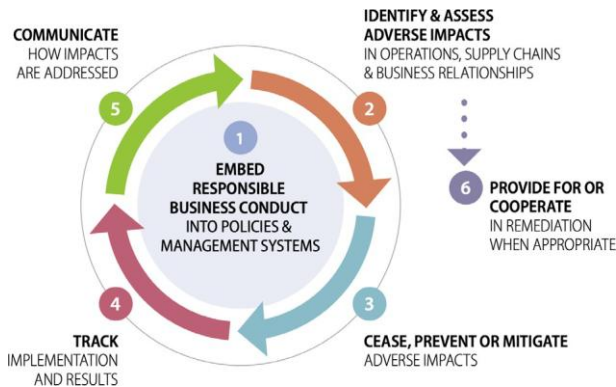 1
EMBED
RESPONSIBLE
BUSINESS CONDUCT
INTO POLICIES &
MANAGEMENT SYSTEMS
2
IDENTIFY & ASSESS
ADVERSE IMPACTS
IN OPERATIONS, SUPPLY CHAINS
& BUSINESS RELATIONSHIPS
3
CEASE, PREVENT OR MITIGATE
ADVERSE IMPACTS
4
TRACK
IMPLEMENTATION
AND RESULTS
5
COMMUNICATE
HOW IMPACTS
ARE ADDRESSED
6
PROVIDE FOR OR
COOPERATE
IN REMEDIATION
WHEN APPROPRIATE